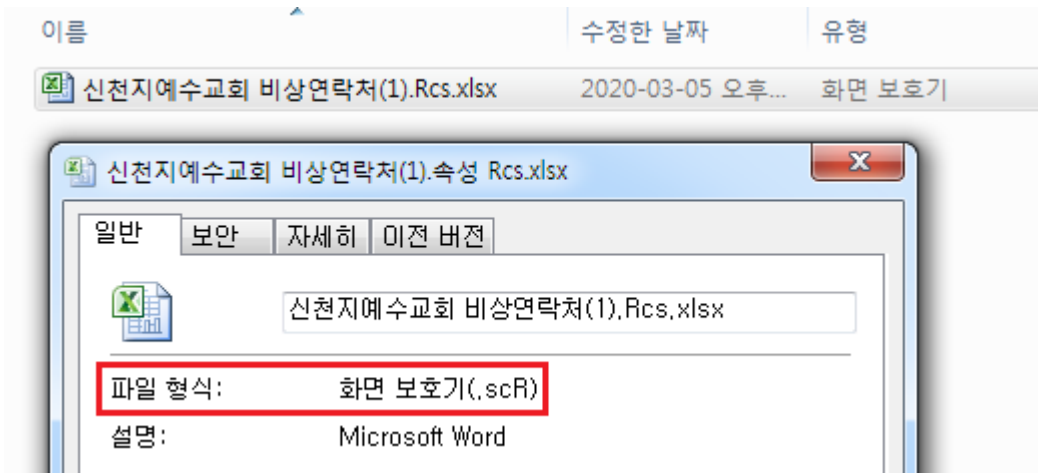 이름 수정한 날짜 유형
신천지예수교회 비상연락처(1).Rcs.xlsx 2020-03-05 오후... 화면 보호기
신천지예수교회 비상연락처(1).속성 Rcs.xlsx
일반 보안 자세히 이전 버전
신천지예수교회 비상연락처(1).Rcs.xlsx
파일 형식: 화면 보호기(.scR)
설명: Microsoft Word